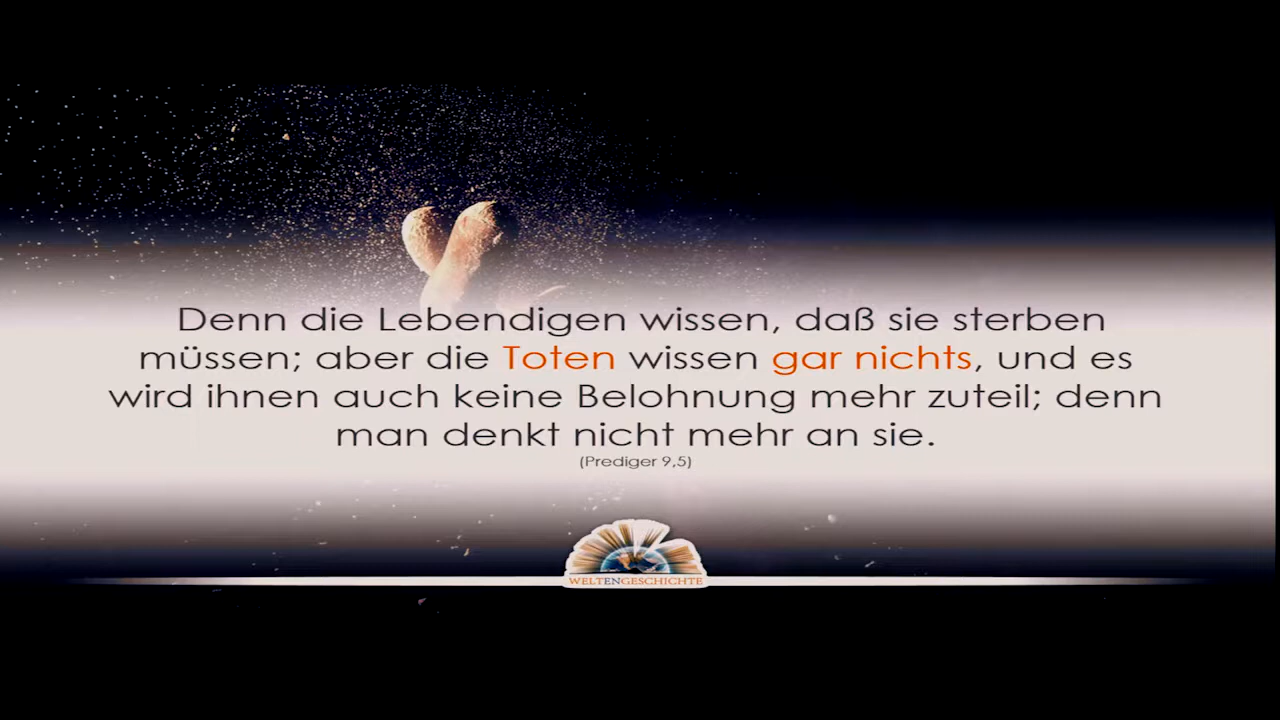 Denn die Lebendigen wissen, daß sie sterben
müssen; aber die Toten wissen gar nichts, und es
wird ihnen auch keine Belohnung mehr zuteil; denn
man denkt nicht mehr an sie.
(Prediger 9,5)
WELTENGESCHICHTE